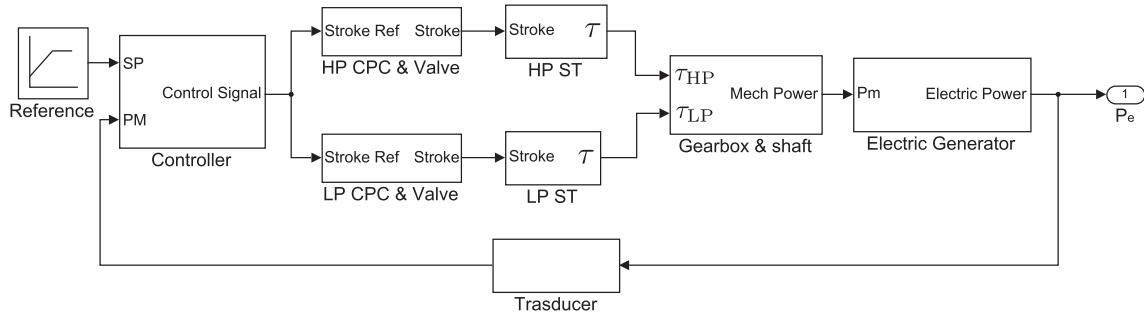 Reference
SP
PM
Control Signal
Controller
Stroke Ref Stroke
HP CPC & Valve
Stroke τ
HP ST
Stroke Ref Stroke
LP CPC & Valve
Stroke τ
LP ST
τHP
τLP
Mech Power
Gearbox & shaft
Pm
Electric Power
Electric Generator
1
Pe
Trasducer